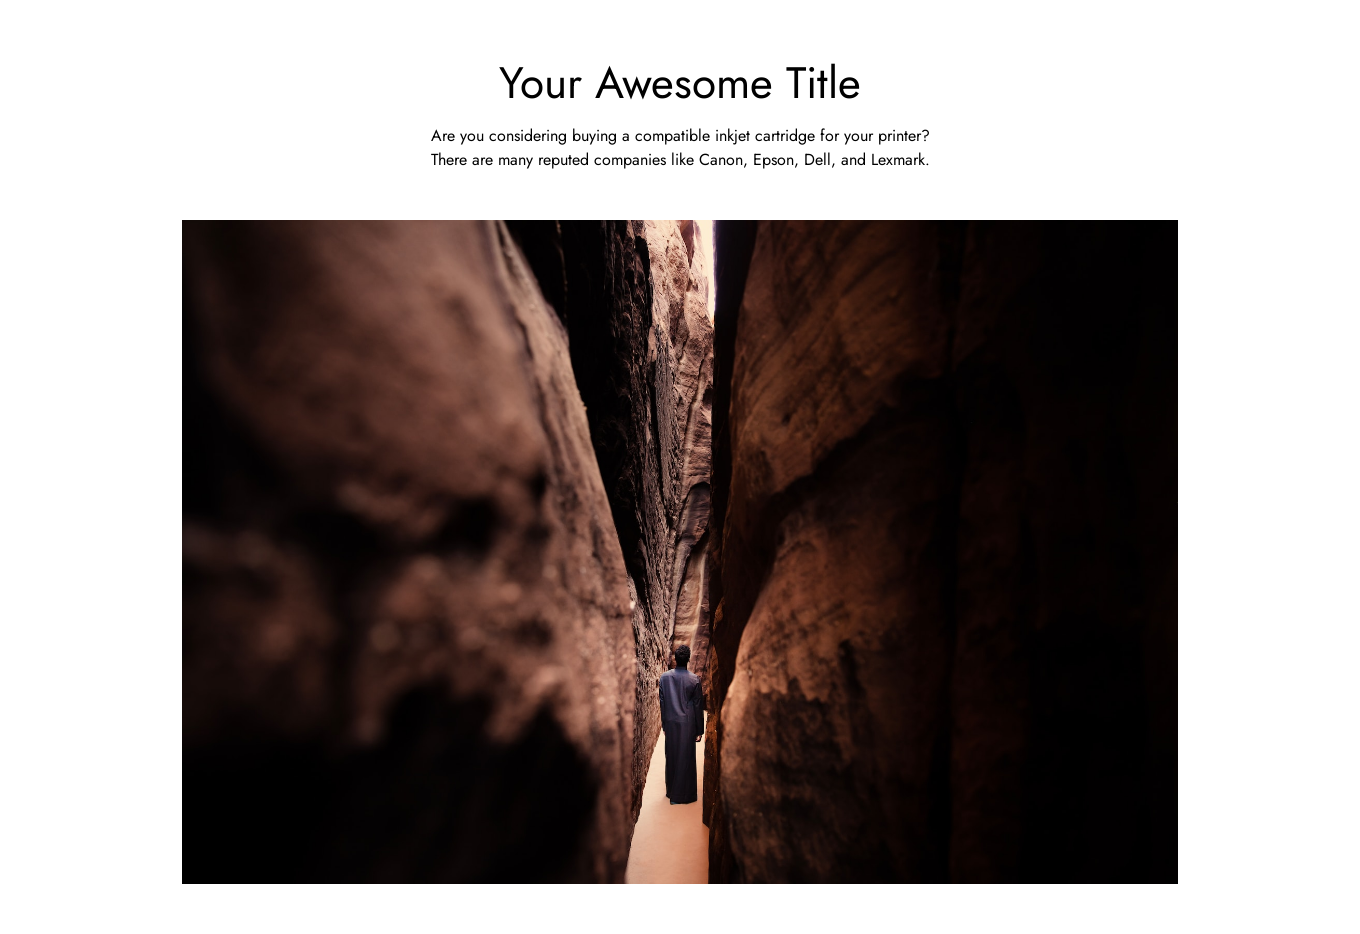 Your Awesome Title
Are you considering buying a compatible inkjet cartridge for your printer?
There are many reputed companies like Canon, Epson, Dell, and Lexmark.